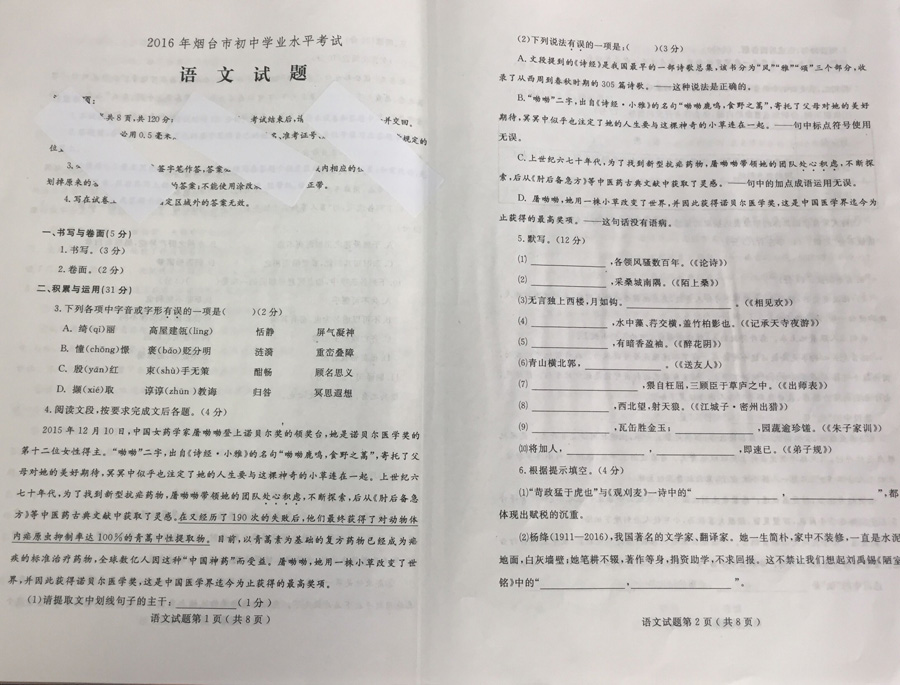 2016年烟台市初中学业水平考试
语文试题
共8页,共120分;
考试结束后,
并交回。
必用0.5毫米
名、准考证号、
规定的
位
3.
签字笔作答,答案
内相应的
划掉原来的
的答案;不能使用涂改
正带。
4.写在试卷
定区域外的答案无效。
一、书写与卷面(5分)
1.书写。(3分)
2.卷面。(2分)
二、积累与运用(31分)
3.下列各项中字音或字形有误的一项是( )(2分)
A. 绮(qǐ)丽 高屋建瓴(líng) 恬静 屏气凝神
B. 憧(chōng)憬 褒(bāo)贬分明 涟漪 重峦叠障
C. 殷(yān)红 束(shù)手无策 酣畅 顾名思义
D. 撷(xié)取 谆谆(zhūn)教诲 归咎 冥思遐想
4.阅读文段,按要求完成文后各题。(4分)
2015年12月10日,中国女药学家屠呦呦登上诺贝尔奖的领奖台,她是诺贝尔医学奖的
第十二位女性得主。“呦呦”二字,出自《诗经·小雅》的名句“呦呦鹿鸣,食野之蒿”,寄托了父
母对她的美好期待,冥冥中似乎也注定了她的人生要与这棵神奇的小草连在一起。上世纪六
七十年代,为了找到新型抗疟药物,屠呦呦带领她的团队处心积虑,不断探索,后从《肘后备急
方》等中医药古典文献中获取了灵感。在又经历了190次的失败后,他们最终获得了对动物体
内疟原虫抑制率达100%的青蒿中性提取物。目前,以青蒿素为基础的复方药物已经成为疟
疾的标准治疗药物,全球数亿人因这种“中国神药”而受益。屠呦呦,她用一株小草改变了世
界,并因此获得诺贝尔医学奖,这是中国医学界迄今为止获得的最高奖项。
(1)请提取文中划线句子的主干:__________(1分)
语文试题第1页(共8页)
(2)下列说法有误的一项是:( )(3分)
A.文段提到的《诗经》是我国最早的一部诗歌总集,该书分为“风”“雅”“颂”三个部分,收
录了从西周到春秋时期的305篇诗歌。——这种说法是正确的。
B.“呦呦”二字,出自《诗经·小雅》的名句“呦呦鹿鸣,食野之蒿”,寄托了父母对她的美好
期待,冥冥中似乎也注定了她的人生要与这棵神奇的小草连在一起。——句中标点符号使用
无误。
C.上世纪六七十年代,为了找到新型抗疟药物,屠呦呦带领她的团队处心积虑,不断探
索,后从《肘后备急方》等中医药古典文献中获取了灵感。——句中的加点成语运用无误。
D. 屠呦呦,她用一株小草改变了世界,并因此获得诺贝尔医学奖,这是中国医学界迄今为
止获得的最高奖项。——这句话没有语病。
5.默写。(12分)
(1)__________,各领风骚数百年。(《论诗》)
(2)__________,采桑城南隅。(《陌上桑》)
(3)无言独上西楼,月如钩。__________。(《相见欢》)
(4)__________,水中藻、荇交横,盖竹柏影也。(《记承天寺夜游》)
(5)__________,有暗香盈袖。(《醉花阴》)
(6)青山横北郭,__________。(《送友人》)
(7)__________,猥自枉屈,三顾臣于草庐之中。(《出师表》)
(8)__________,西北望,射天狼。(《江城子·密州出猎》)
(9)__________,瓦缶胜金玉;__________,园蔬逾珍馐。(《朱子家训》)
(10)将加人,__________,__________,即速已。(《弟子规》)
6.根据提示填空。(4分)
(1)“苛政猛于虎也”与《观刈麦》一诗中的“__________,__________”,都
体现出赋税的沉重。
(2)杨绛(1911—2016),我国著名的文学家、翻译家。她一生简朴,家中不装修,一直是水泥
地面,白灰墙壁;她笔耕不辍,著作等身,捐资助学,不求回报。这不禁让我们想起刘禹锡《陋室
铭》中的“__________,__________”。
语文试题第2页(共8页)